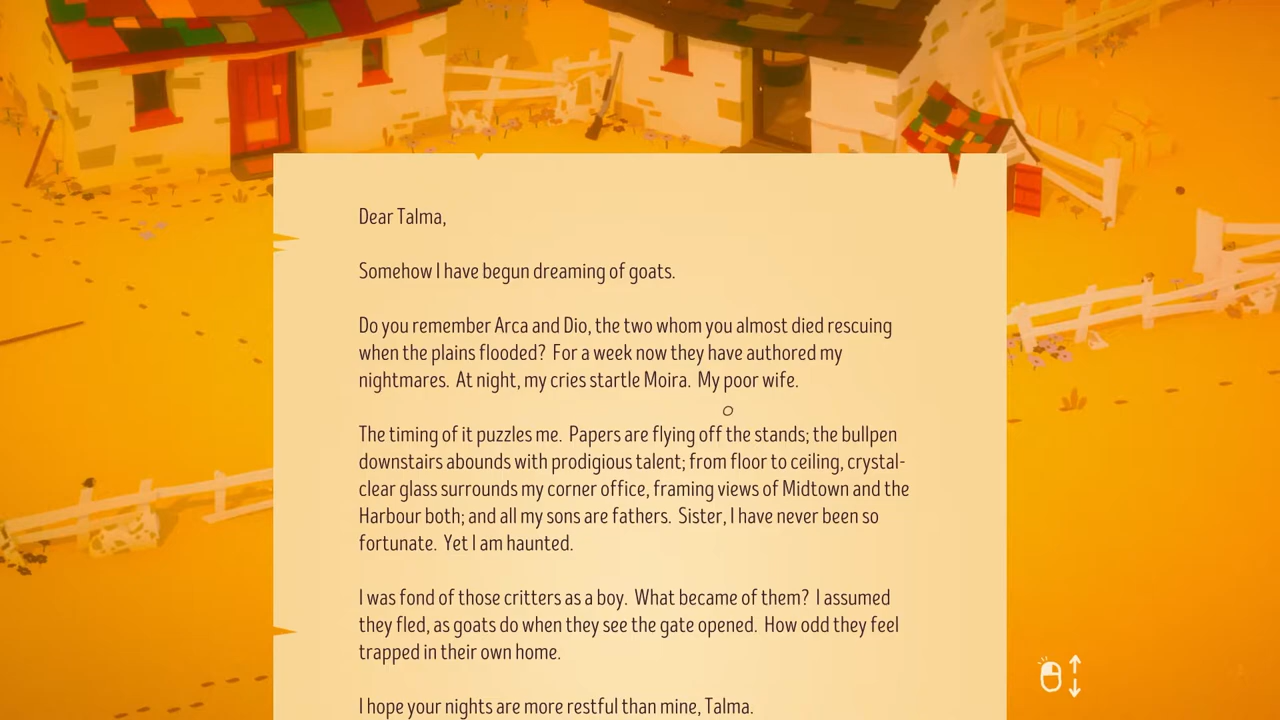 Dear Talma,
Somehow I have begun dreaming of goats.
Do you remember Arca and Dio, the two whom you almost died rescuing
when the plains flooded?  For a week now they have authored my
nightmares.  At night, my cries startle Moira.  My poor wife.
The timing of it puzzles me.  Papers are flying off the stands; the bullpen
downstairs abounds with prodigious talent; from floor to ceiling, crystal-
clear glass surrounds my corner office, framing views of Midtown and the
Harbour both; and all my sons are fathers.  Sister, I have never been so
fortunate.  Yet I am haunted.
I was fond of those critters as a boy.  What became of them?  I assumed
they fled, as goats do when they see the gate opened.  How odd they feel
trapped in their own home.
I hope your nights are more restful than mine, Talma.